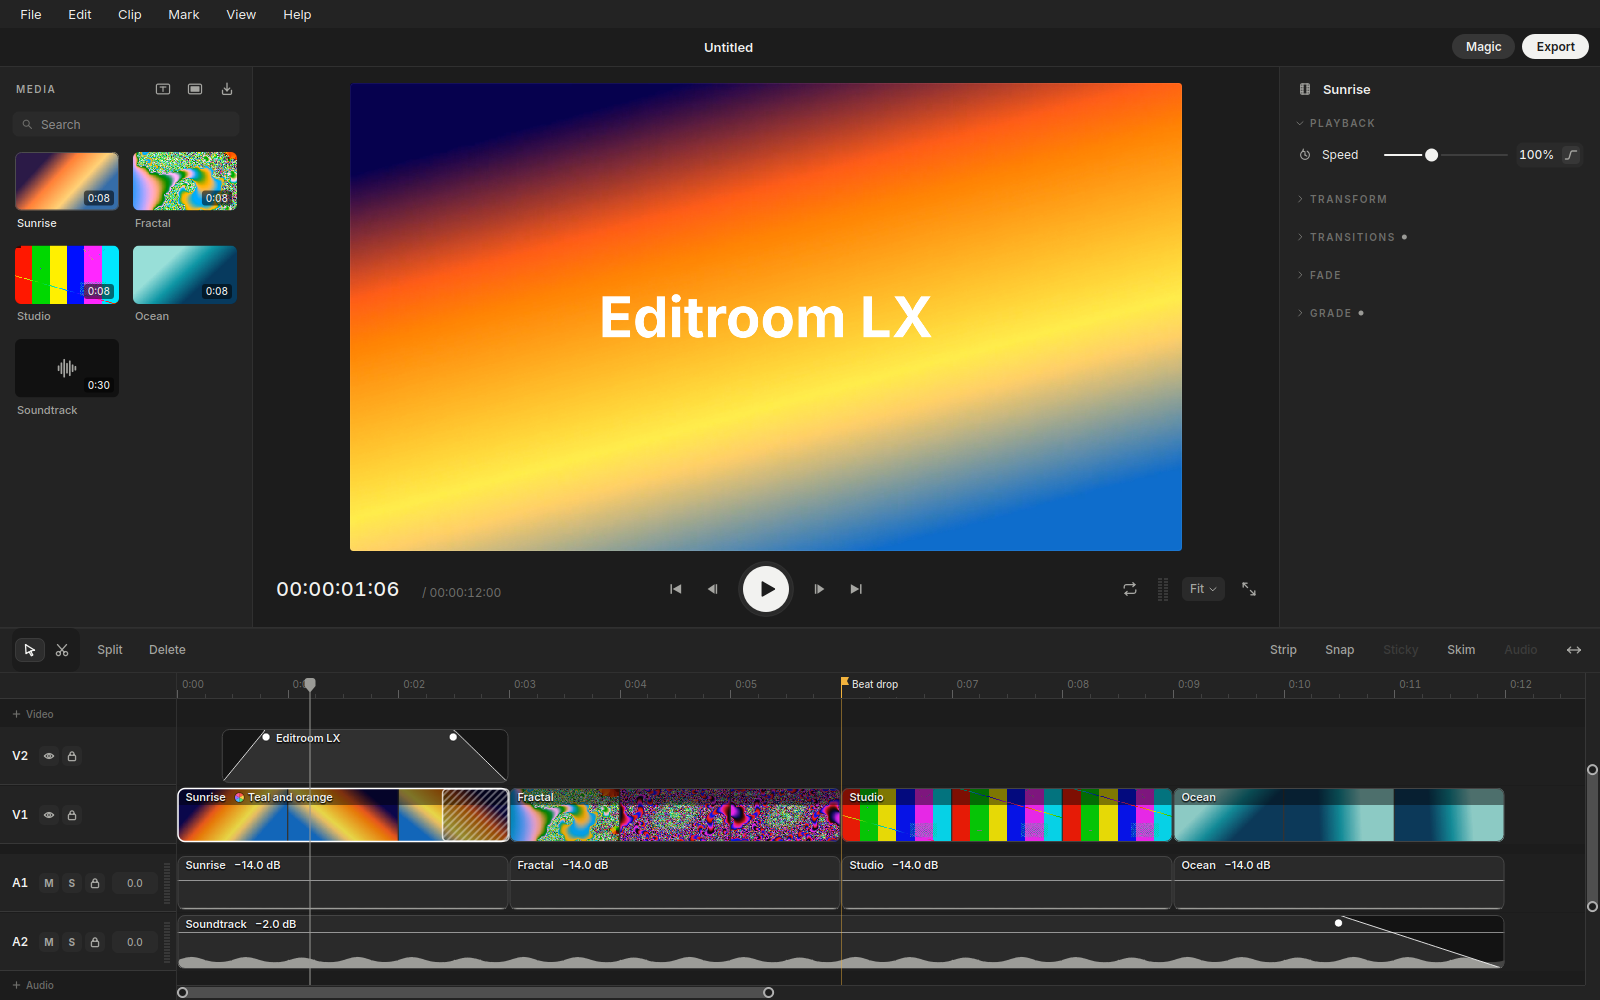 File Edit Clip Mark View Help
Untitled
Magic Export
MEDIA
Search
0:08 0:08
Sunrise Fractal
0:08 0:08
Studio Ocean
0:30
Soundtrack
Editroom LX
00:00:01:06 / 00:00:12:00
Fit
Sunrise
PLAYBACK
Speed 100%
TRANSFORM
TRANSITIONS
FADE
GRADE
Split Delete
Strip Snap Sticky Skim Audio
0:00 0:02 0:03 0:04 0:05 Beat drop 0:07 0:08 0:09 0:10 0:11 0:12
+ Video
V2 Editroom LX
V1 Sunrise Teal and orange Fractal Studio Ocean
A1 M S 0.0 Sunrise −14.0 dB Fractal −14.0 dB Studio −14.0 dB Ocean −14.0 dB
A2 M S 0.0 Soundtrack −2.0 dB
+ Audio